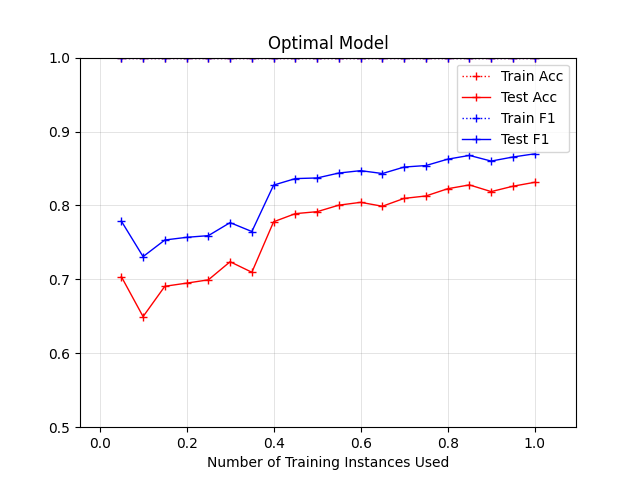 Optimal Model
1.0
0.9
0.8
0.7
0.6
0.5
Train Acc
Test Acc
Train F1
Test F1
0.0 0.2 0.4 0.6 0.8 1.0
Number of Training Instances Used